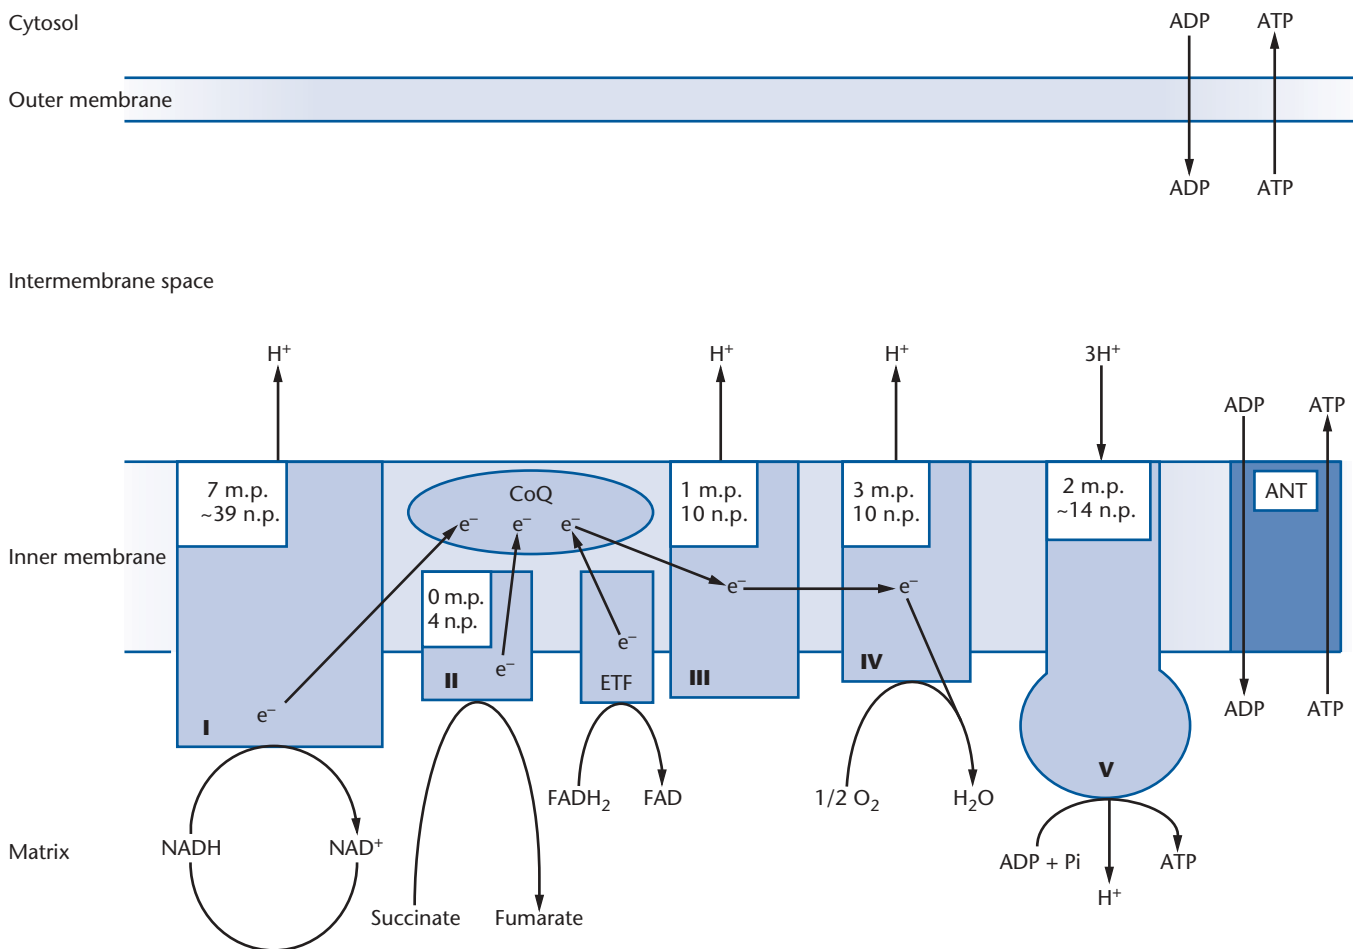 Cytosol
ADP ATP
Outer membrane
ADP ATP
Intermembrane space
H⁺ H⁺ H⁺ 3H⁺
ADP ATP
7 m.p.
~39 n.p.
CoQ
e⁻ e⁻ e⁻
1 m.p.
10 n.p.
3 m.p.
10 n.p.
2 m.p.
~14 n.p.
ANT
Inner membrane
0 m.p.
4 n.p.
e⁻ e⁻
e⁻
e⁻
II
ETF
III
IV
e⁻
I
ADP ATP
V
FADH₂ FAD
1/2 O₂ H₂O
Matrix
NADH NAD⁺
ADP + Pi ATP
H⁺
Succinate Fumarate